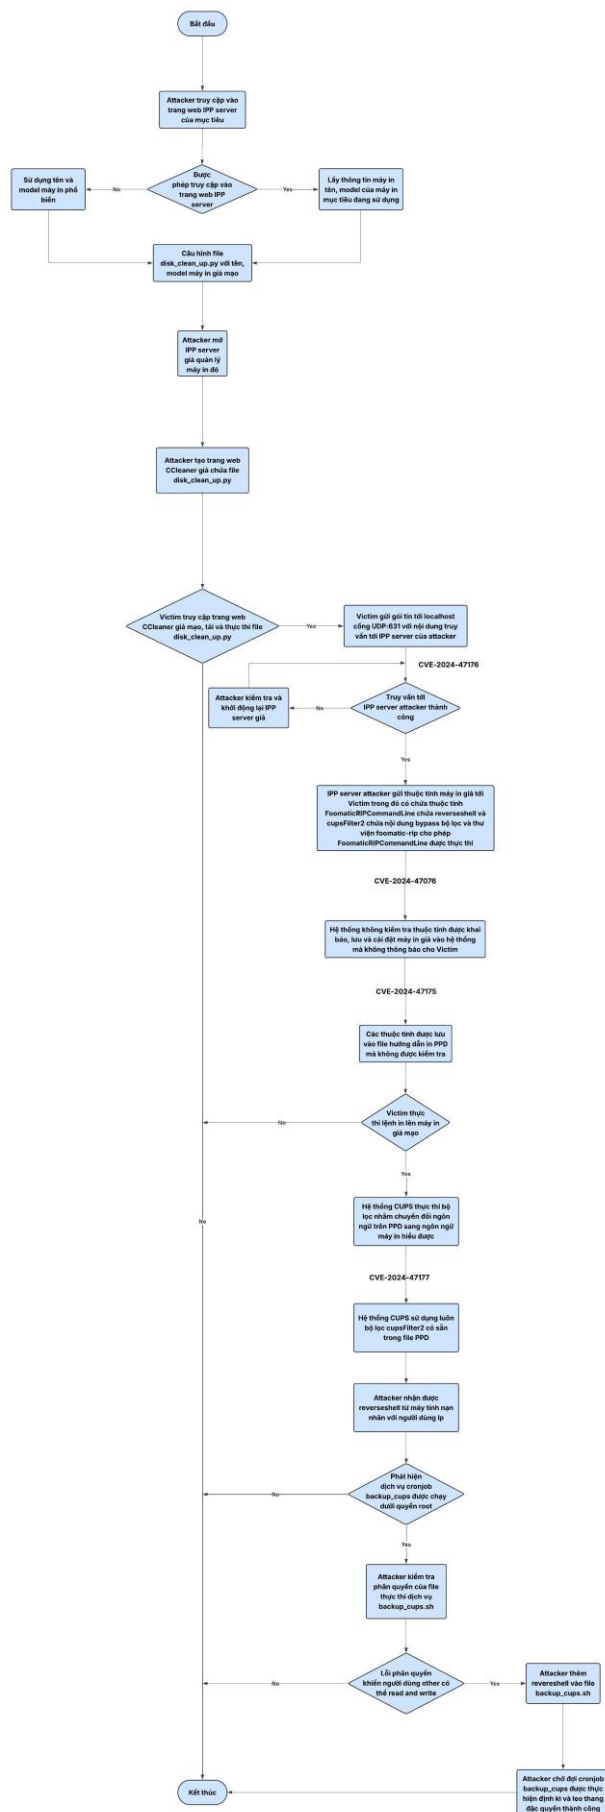 Bắt đầu
Attacker truy cập vào
trang web IPP server
của mục tiêu
Được
phép truy cập vào
trang web IPP
server
No
Yes
Sử dụng tên và
model máy in phổ
biến
Lấy thông tin máy in
tên, model của máy in
mục tiêu đang sử dụng
Cấu hình file
disk_clean_up.py với tên,
model máy in giả mạo
Attacker mở
IPP server
giả quản lý
máy in đó
Attacker tạo trang web
CCleaner giả chứa file
disk_clean_up.py
Victim truy cập trang web
CCleaner giả mạo, tải và thực thi file
disk_clean_up.py
Yes
Victim gửi gói tin tới localhost
cổng UDP:631 với nội dung truy
vấn tới IPP server của attacker
CVE-2024-47176
Attacker kiểm tra và
khởi động lại IPP
server giả
No
Truy vấn tới
IPP server attacker thành
công
Yes
IPP server attacker gửi thuộc tính máy in giả tới
Victim trong đó có chứa thuộc tính
FoomaticRIPCommandLine chứa reverseshell và
cupsFilter2 chứa nội dung bypass bộ lọc và thư
viện foomatic-rip cho phép
FoomaticRIPCommandLine được thực thi
CVE-2024-47076
Hệ thống không kiểm tra thuộc tính được khai
báo, lưu và cài đặt máy in giả vào hệ thống
mà không thông báo cho Victim
CVE-2024-47175
Các thuộc tính được lưu
vào file hướng dẫn in PPD
mà không được kiểm tra
Victim thực
thi lệnh in lên máy in
giả mạo
No
Yes
Hệ thống CUPS thực thi bộ
lọc nhằm chuyển đổi ngôn
ngữ trên PPD sang ngôn ngữ
máy in hiểu được
No
CVE-2024-47177
Hệ thống CUPS sử dụng luôn
bộ lọc cupsFilter2 có sẵn
trong file PPD
Attacker nhận được
reverseshell từ máy tính nạn
nhân với người dùng lp
Phát hiện
dịch vụ cronjob
backup_cups được chạy
dưới quyền root
No
Yes
Attacker kiểm tra
phân quyền của file
thực thi dịch vụ
backup_cups.sh
Lỗi phân quyền
khiến người dùng other có
thể read and write
No
Yes
Attacker thêm
revereshell vào file
backup_cups.sh
Attacker chờ đợi cronjob
backup_cups được thực
hiện định kì và leo thang
đặc quyền thành công
Kết thúc